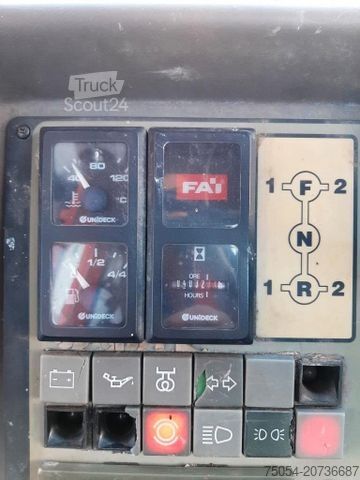 Truck
Scout24
80
40 120
°C
UNIDECK
FAI
1/2
4/4
UNIDECK
ORE
HOURS
UNIDECK
1 F 2
N
1 R 2
75054-20736687